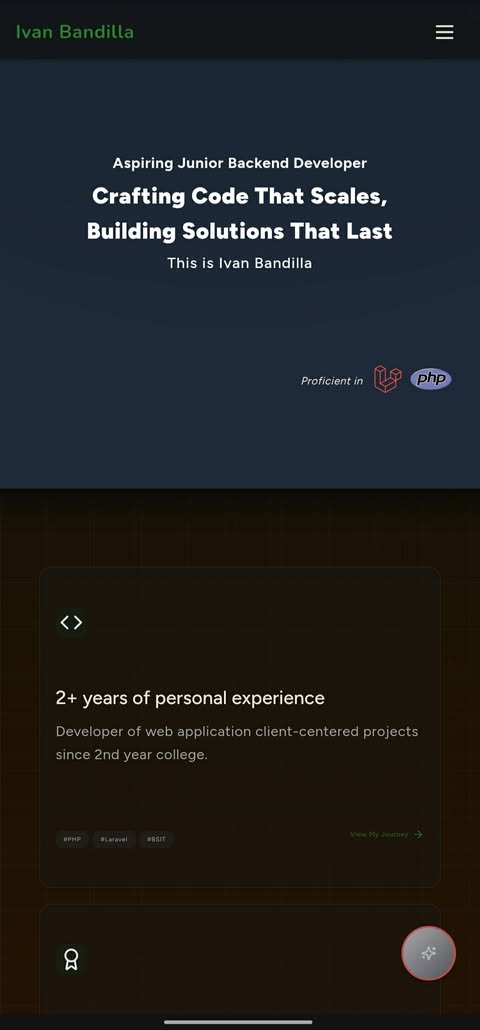 Ivan Bandilla
Aspiring Junior Backend Developer
Crafting Code That Scales,
Building Solutions That Last
This is Ivan Bandilla
Proficient in
php
2+ years of personal experience
Developer of web application client-centered projects
since 2nd year college.
#PHP #Laravel #BSIT
View My Journey